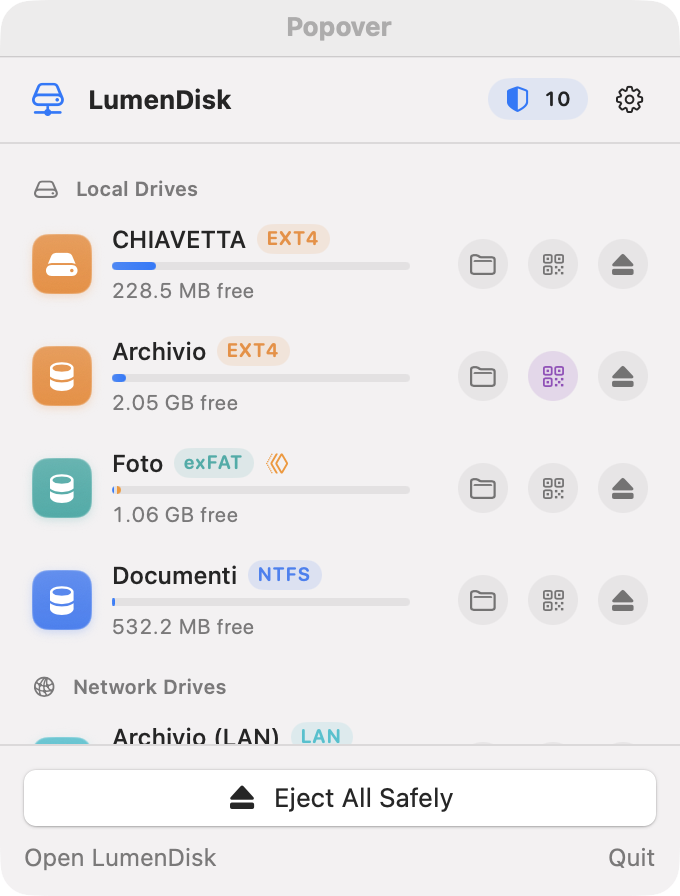 Popover
LumenDisk
10
Local Drives
CHIAVETTA EXT4
228.5 MB free
Archivio EXT4
2.05 GB free
Foto exFAT
1.06 GB free
Documenti NTFS
532.2 MB free
Network Drives
Archivio (LAN) LAN
Eject All Safely
Open LumenDisk
Quit